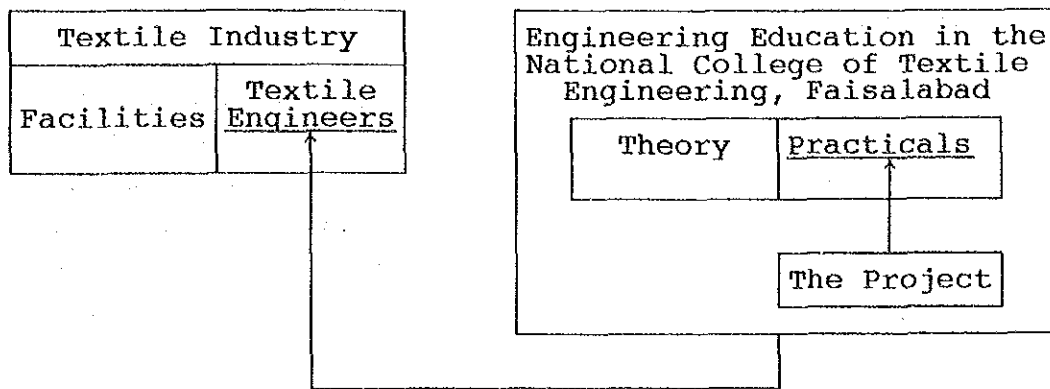 Textile Industry
Facilities
Textile
Engineers
Engineering Education in the
National College of Textile
Engineering, Faisalabad
Theory
Practicals
The Project